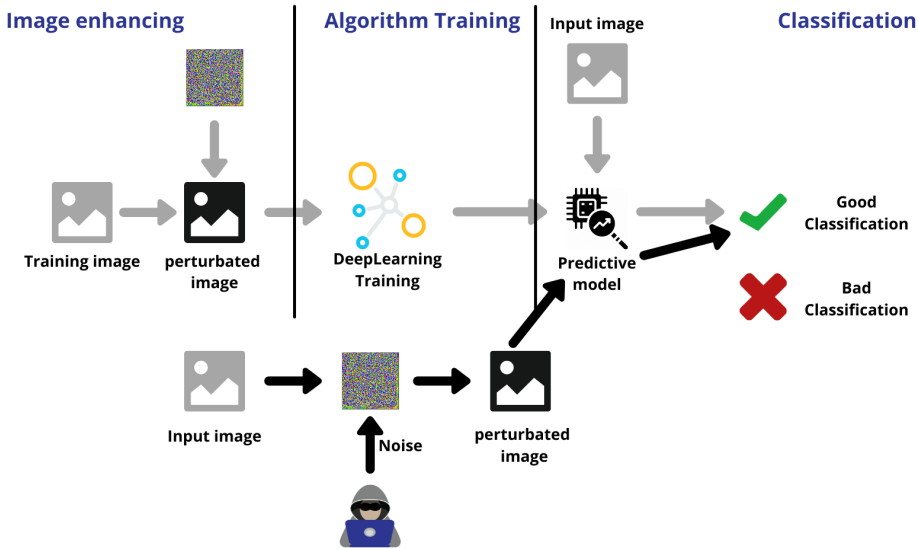 Image enhancing
Algorithm Training
Input image
Classification
Training image
perturbated
image
DeepLearning
Training
Predictive
model
Good
Classification
Bad
Classification
Input image
Noise
perturbated
image